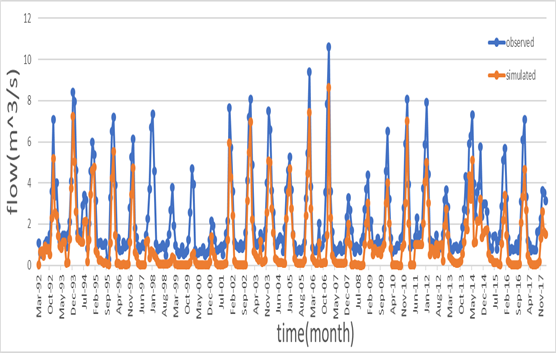 12
10
8
6
4
2
0
flow(m^3/s)
observed
simulated
Mar-92
Oct-92
May-93
Dec-93
Jul-94
Feb-95
Sep-95
Apr-96
Nov-96
Jun-97
Jan-98
Aug-98
Mar-99
Oct-99
May-00
Dec-00
Jul-01
Feb-02
Sep-02
Apr-03
Nov-03
Jun-04
Jan-05
Aug-05
Mar-06
Oct-06
May-07
Dec-07
Jul-08
Feb-09
Sep-09
Apr-10
Nov-10
Jun-11
Jan-12
Aug-12
Mar-13
Oct-13
May-14
Dec-14
Jul-15
Feb-16
Sep-16
Apr-17
Nov-17
time(month)